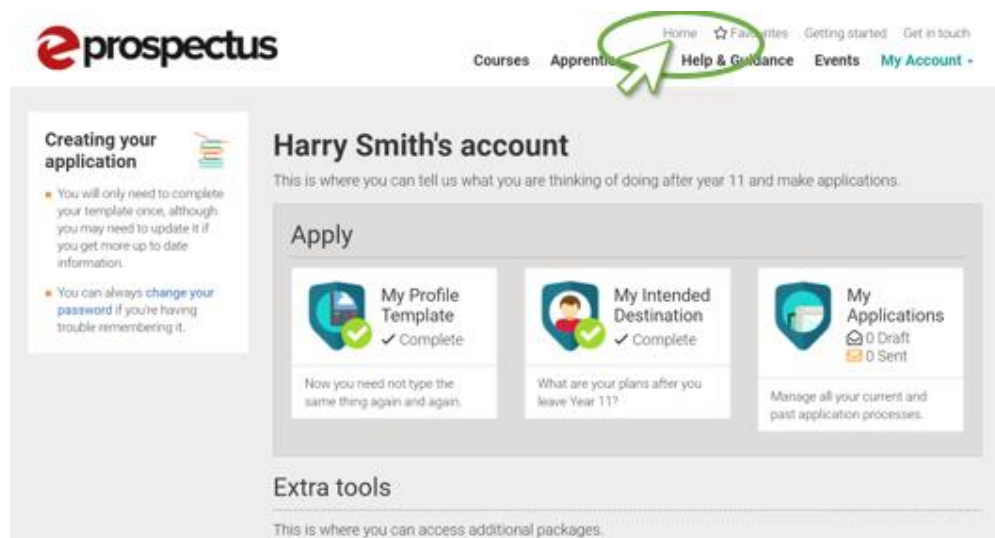 eprospectus
Home Favourites Getting started Get in touch
Courses Help & Guidance Events My Account
Creating your
application
You will only need to complete
your template once, although
you may need to update it if
you get more up to date
information.
You can always change your
password if you're having
trouble remembering it.
Harry Smith's account
This is where you can tell us what you are thinking of doing after year 11 and make applications.
Apply
My Profile
Template
Complete
Now you need not type the
same thing again and again.
My Intended
Destination
Complete
What are your plans after you
leave Year 11?
My
Applications
0 Draft
0 Sent
Manage all your current and
past application processes.
Extra tools
This is where you can access additional packages.